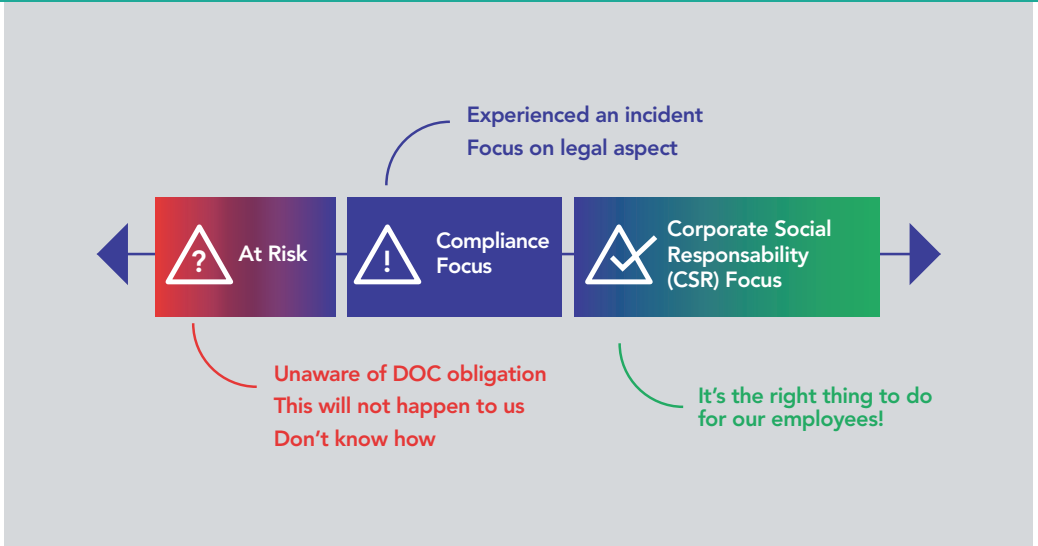 Experienced an incident
Focus on legal aspect
? At Risk
! Compliance
Focus
Corporate Social
Responsability
(CSR) Focus
Unaware of DOC obligation
This will not happen to us
Don't know how
It's the right thing to do
for our employees!